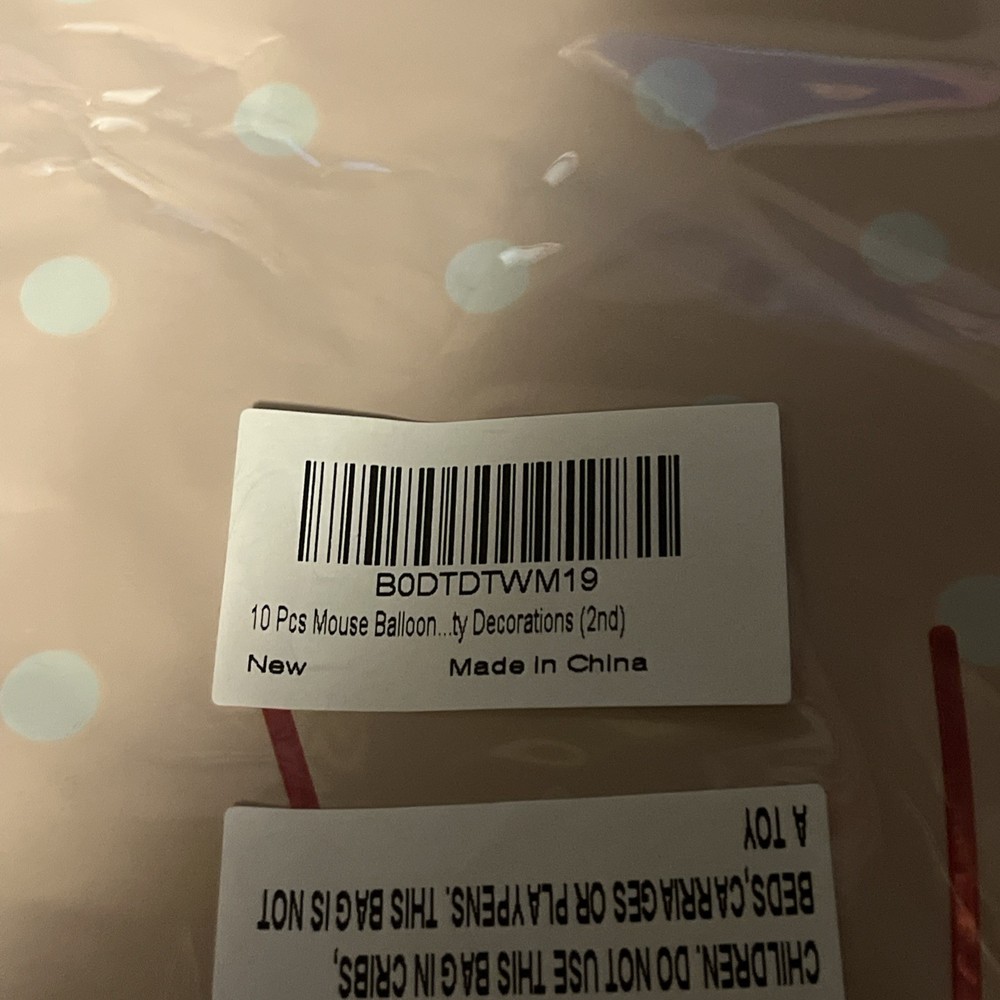 B0DTDTWM19
10 Pcs Mouse Balloon...ty Decorations (2nd)
New Made in China
CHILDREN. DO NOT USE THIS BAG IN CRIBS,
BEDS,CARRIAGES OR PLAYPENS. THIS BAG IS NOT
A TOY